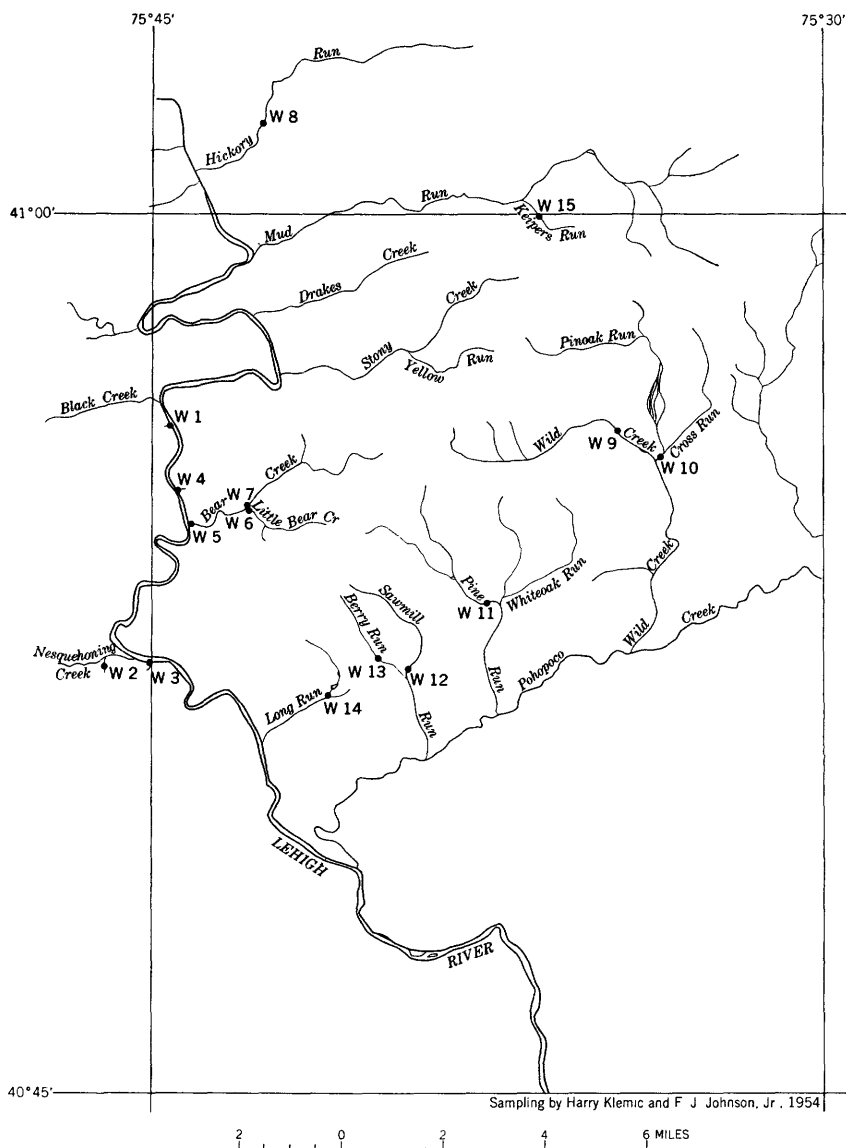 75°45'
75°30'
Run
W 8
Hickory
Run
W 15
41°00'
Keipers
Run
Mud
Creek
Drakes
Creek
Pinoak Run
Stony
Yellow
Run
Black Creek
W 1
Wild
W 9
Creek
Cross Run
W 10
Creek
W 4
W 7
Bear
Little Bear Cr
W 6
W 5
Creek
Sawmill
Pine
Whiteoak Run
W 11
Creek
Berry Run
Wild
Nesquehoning
Creek
W 2
W 3
W 13
W 12
Run
Pohopoco
Long Run
W 14
Run
LEHIGH
RIVER
40°45'
Sampling by Harry Klemic and F J Johnson, Jr, 1954
2 0 2 4 6 MILES